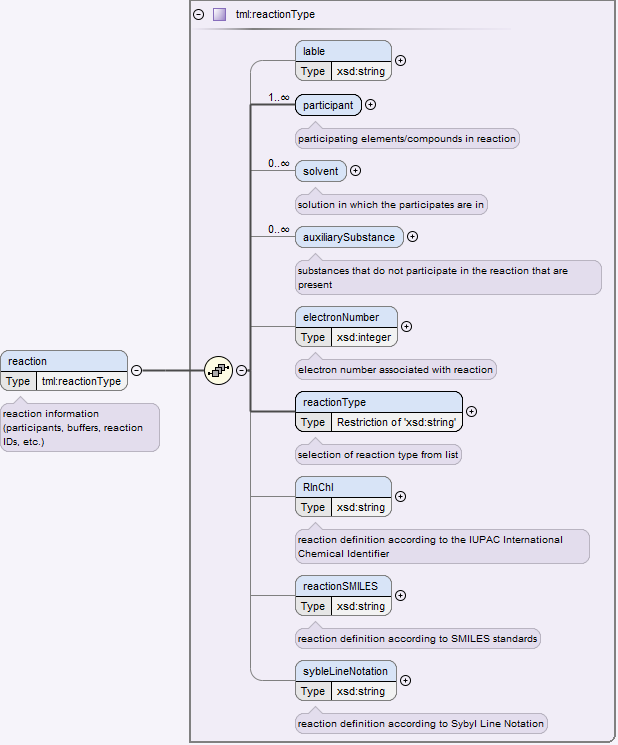 tml:reactionType
lable
Type xsd:string
1..∞
participant
participating elements/compounds in reaction
0..∞
solvent
solution in which the participates are in
0..∞
auxiliarySubstance
substances that do not participate in the reaction that are
present
electronNumber
Type xsd:integer
electron number associated with reaction
reaction
Type tml:reactionType
reaction information
(participants, buffers, reaction
IDs, etc.)
reactionType
Type Restriction of 'xsd:string'
selection of reaction type from list
RInChI
Type xsd:string
reaction definition according to the IUPAC International
Chemical Identifier
reactionSMILES
Type xsd:string
reaction definition according to SMILES standards
sybleLineNotation
Type xsd:string
reaction definition according to Sybyl Line Notation